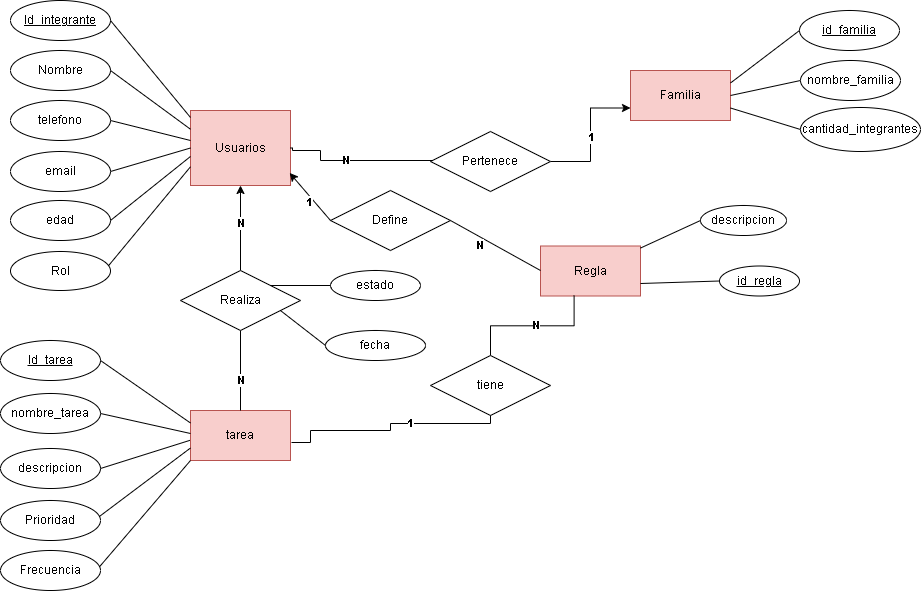 Id_integrante
id_familia
Nombre
nombre_familia
Familia
telefono
cantidad_integrantes
1
Usuarios
N
Pertenece
email
1
descripcion
edad
Define
N
N
Rol
Regla
id_regla
estado
Realiza
N
fecha
Id_tarea
N
tiene
nombre_tarea
1
tarea
descripcion
Prioridad
Frecuencia